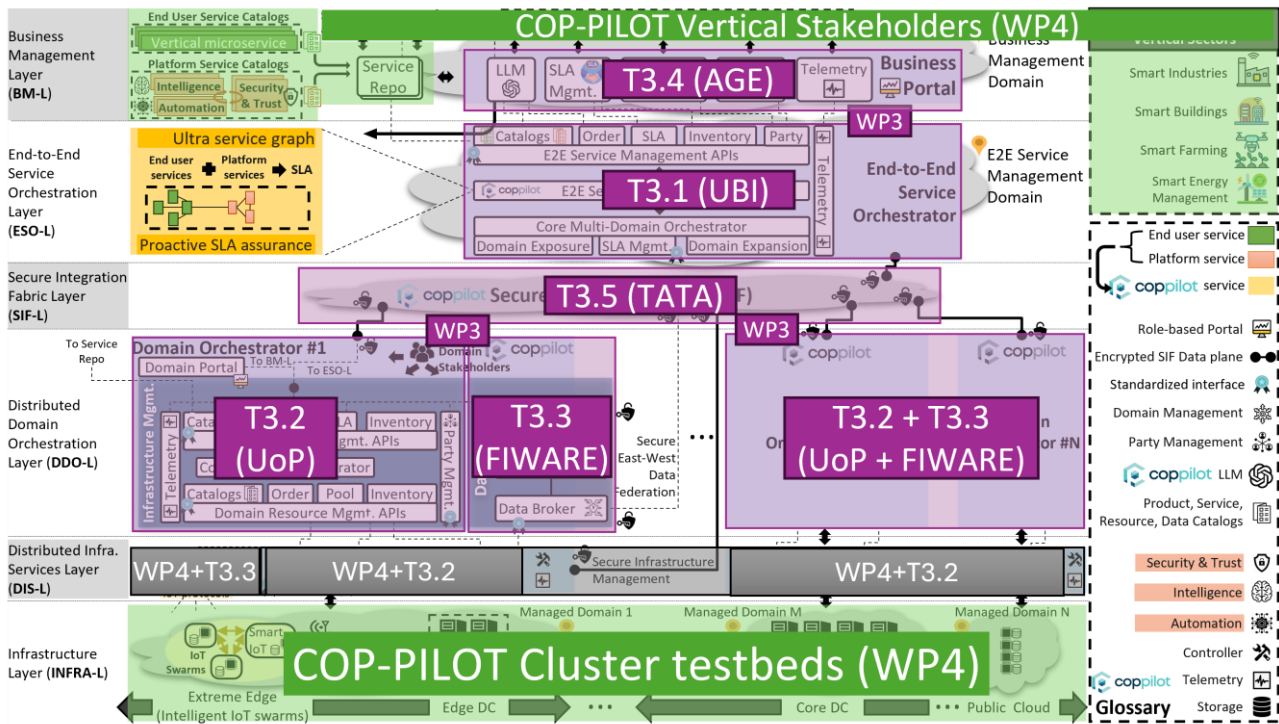 COP-PILOT Vertical Stakeholders (WP4)
Business
Management
Layer
(BM-L)
End User Service Catalogs
Vertical microservice
Platform Service Catalogs
Intelligence
Automation
Security
& Trust
Service
Repo
LLM
SLA
Mgmt.
T3.4 (AGE)
Telemetry
Business
Portal
Business
Management
Domain
WP3
Vertical Sectors
Smart Industries
Smart Buildings
Smart Farming
Smart Energy
Management
End-to-End
Service
Orchestration
Layer
(ESO-L)
Ultra service graph
End user
services
Platform
services
SLA
Proactive SLA assurance
Catalogs
Order
SLA
Inventory
Party
E2E Service Management APIs
coppilot
E2E Se
T3.1 (UBI)
Core Multi-Domain Orchestrator
Domain Exposure
SLA Mgmt.
Domain Expansion
Telemetry
End-to-End
Service
Orchestrator
E2E Service
Management
Domain
Secure Integration
Fabric Layer
(SIF-L)
coppilot
Secure
T3.5 (TATA)
F)
WP3
WP3
Distributed
Domain
Orchestration
Layer (DDO-L)
To Service
Repo
Domain Orchestrator #1
Domain Portal
To BM-L
To ESO-L
Domain
Stakeholders
coppilot
Infrastructure Mgmt.
Telemetry
LA
Inventory
gmt. APIs
T3.2
(UoP)
Co
rator
Catalogs
Order
Pool
Inventory
Domain Resource Mgmt. APIs
Party Mgmt.
T3.3
(FIWARE)
Da
Data Broker
Secure
East-West
Data
Federation
...
coppilot
coppilot
T3.2 + T3.3
(UoP + FIWARE)
Or
n
or #N
Distributed Infra.
Services Layer
(DIS-L)
WP4+T3.3
WP4+T3.2
Secure Infrastructure
Management
WP4+T3.2
Infrastructure
Layer (INFRA-L)
IoT
Swarms
Smart
IoT
Managed Domain 1
Managed Domain M
Managed Domain N
COP-PILOT Cluster testbeds (WP4)
Extreme Edge
(Intelligent IoT swarms)
Edge DC
...
Core DC
...
Public Cloud
End user service
Platform service
coppilot service
Role-based Portal
Encrypted SIF Data plane
Standardized interface
Domain Management
Party Management
coppilot LLM
Product, Service,
Resource, Data Catalogs
Security & Trust
Intelligence
Automation
Controller
coppilot Telemetry
Glossary
Storage